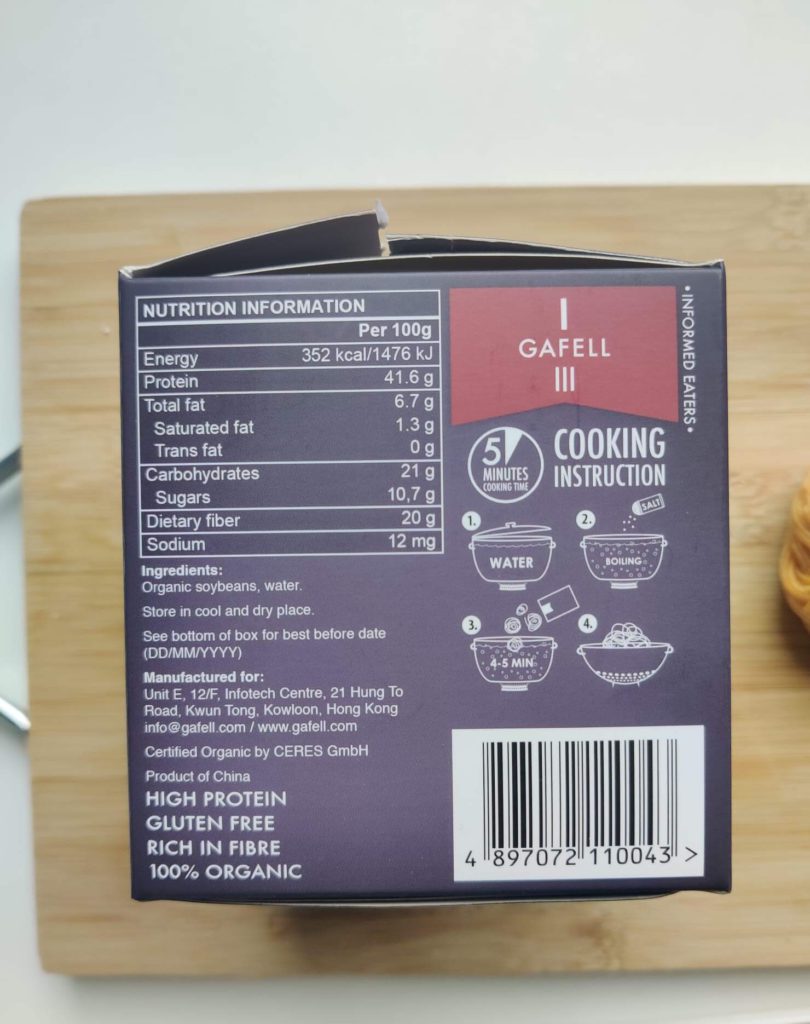 NUTRITION INFORMATION
Per 100g
Energy 352 kcal/1476 kJ
Protein 41.6 g
Total fat 6.7 g
Saturated fat 1.3 g
Trans fat 0 g
Carbohydrates 21 g
Sugars 10,7 g
Dietary fiber 20 g
Sodium 12 mg
Ingredients:
Organic soybeans, water.
Store in cool and dry place.
See bottom of box for best before date
(DD/MM/YYYY)
Manufactured for:
Unit E, 12/F, Infotech Centre, 21 Hung To
Road, Kwun Tong, Kowloon, Hong Kong
info@gafell.com / www.gafell.com
Certified Organic by CERES GmbH
Product of China
HIGH PROTEIN
GLUTEN FREE
RICH IN FIBRE
100% ORGANIC
GAFELL
• INFORMED EATERS •
5
MINUTES
COOKING TIME
COOKING
INSTRUCTION
1.
WATER
2.
SALT
BOILING
3.
4-5 MIN
4.
4 897072 110043 >